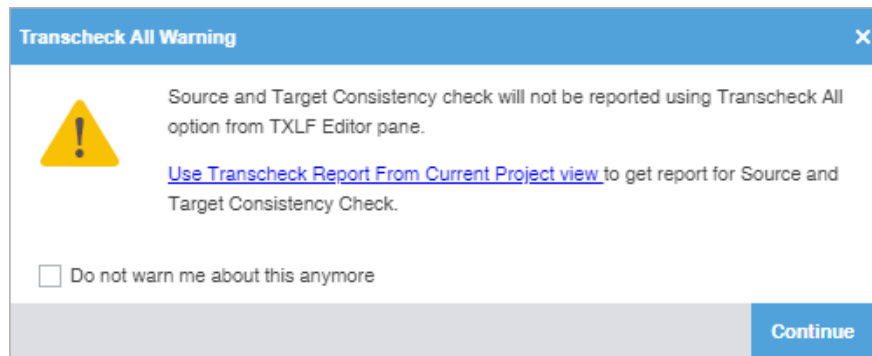 Transcheck All Warning
Source and Target Consistency check will not be reported using Transcheck All
option from TXLF Editor pane.
Use Transcheck Report From Current Project view to get report for Source and
Target Consistency Check.
Do not warn me about this anymore
Continue